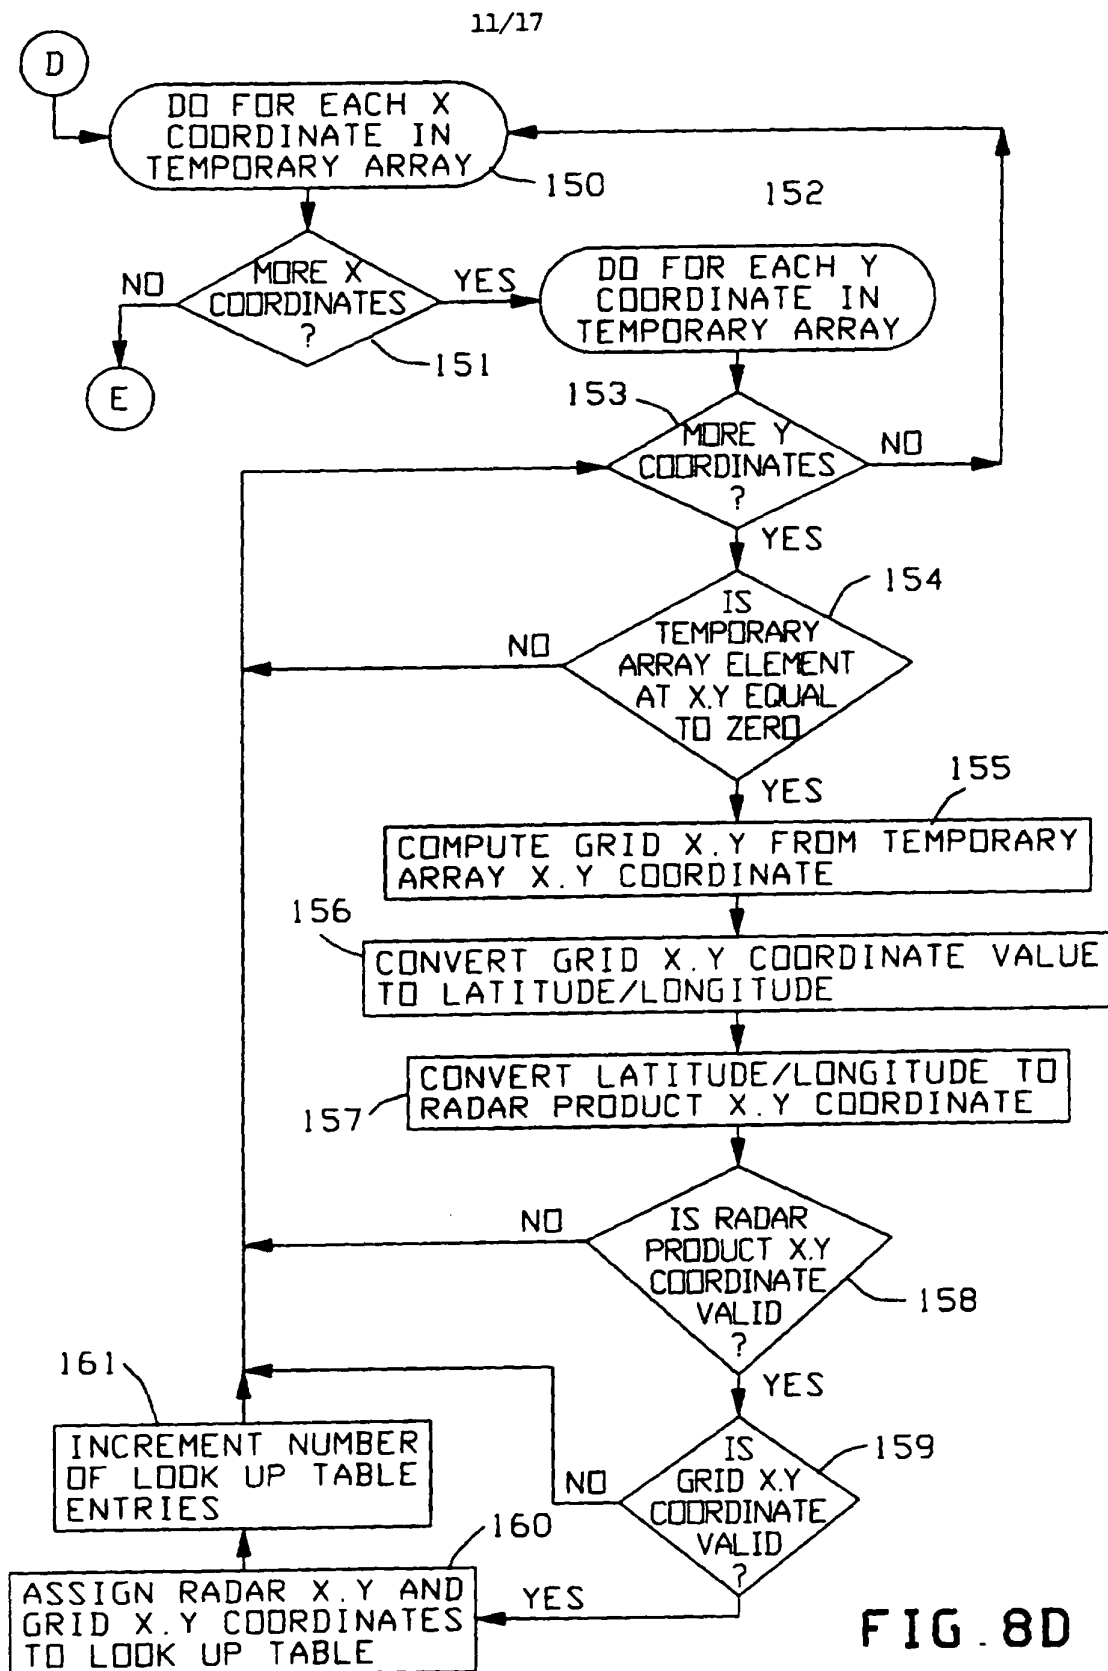 11/17
D
DO FOR EACH X
COORDINATE IN
TEMPORARY ARRAY
150
152
MORE X
COORDINATES
?
NO
YES
151
E
DO FOR EACH Y
COORDINATE IN
TEMPORARY ARRAY
153
MORE Y
COORDINATES
?
NO
YES
154
IS
TEMPORARY
ARRAY ELEMENT
AT X.Y EQUAL
TO ZERO
NO
YES
155
COMPUTE GRID X.Y FROM TEMPORARY
ARRAY X.Y COORDINATE
156
CONVERT GRID X.Y COORDINATE VALUE
TO LATITUDE/LONGITUDE
CONVERT LATITUDE/LONGITUDE TO
RADAR PRODUCT X.Y COORDINATE
157
NO
IS RADAR
PRODUCT X.Y
COORDINATE
VALID
?
158
YES
161
INCREMENT NUMBER
OF LOOK UP TABLE
ENTRIES
NO
IS
GRID X.Y
COORDINATE
VALID
?
159
160
YES
ASSIGN RADAR X.Y AND
GRID X.Y COORDINATES
TO LOOK UP TABLE
FIG.8D